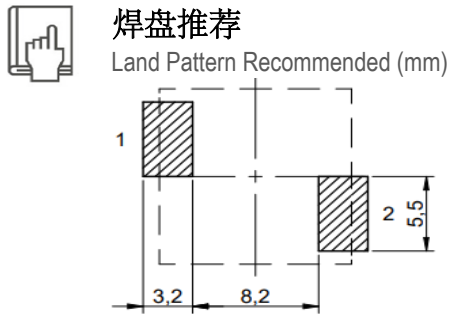 焊盘推荐
Land Pattern Recommended (mm)
1
2
5,5
3,2
8,2